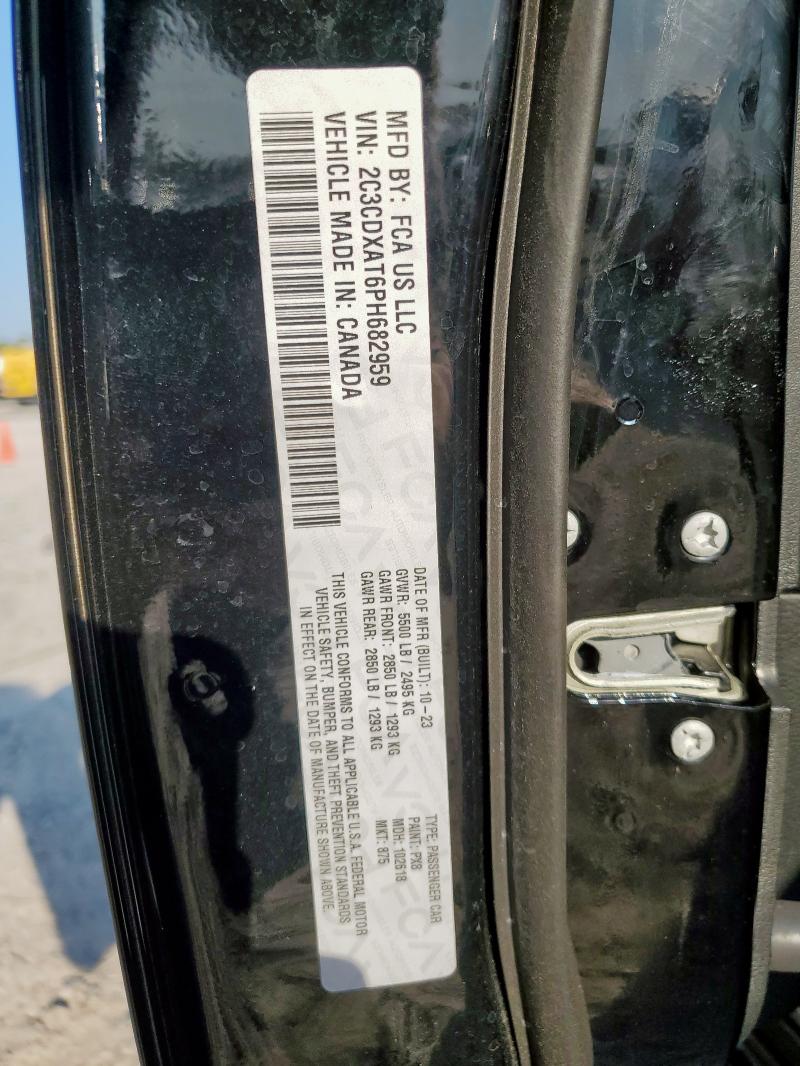 MFD BY: FCA US LLC
VIN: 2C3CDXAT6PH682959
VEHICLE MADE IN: CANADA
DATE OF MFR (BUILT): 10-23
GVWR: 5500 LB / 2495 KG
GAWR FRONT: 2850 LB / 1293 KG
GAWR REAR: 2850 LB / 1293 KG
THIS VEHICLE CONFORMS TO ALL APPLICABLE U.S.A. FEDERAL MOTOR
VEHICLE SAFETY, BUMPER, AND THEFT PREVENTION STANDARDS
IN EFFECT ON THE DATE OF MANUFACTURE SHOWN ABOVE.
TYPE: PASSENGER CAR
PAINT: PX8
MDH: 102618
MKT: 875